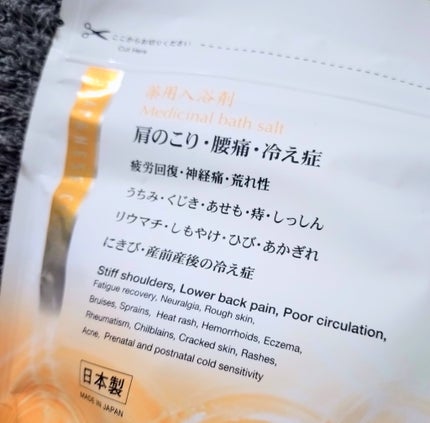 ここからお切りください
Cut Here
薬用入浴剤
Medicinal bath salt
肩のこり・腰痛・冷え症
疲労回復・神経痛・荒れ性
うちみ・くじき・あせも・痔・しっしん
リウマチ・しもやけ・ひび・あかぎれ
にきび・産前産後の冷え症
Stiff shoulders, Lower back pain, Poor circulation,
Fatigue recovery, Neuralgia, Rough skin,
Bruises, Sprains, Heat rash, Hemorrhoids, Eczema,
Rheumatism, Chilblains, Cracked skin, Rashes,
Acne, Prenatal and postnatal cold sensitivity
日本製
MADE IN JAPAN